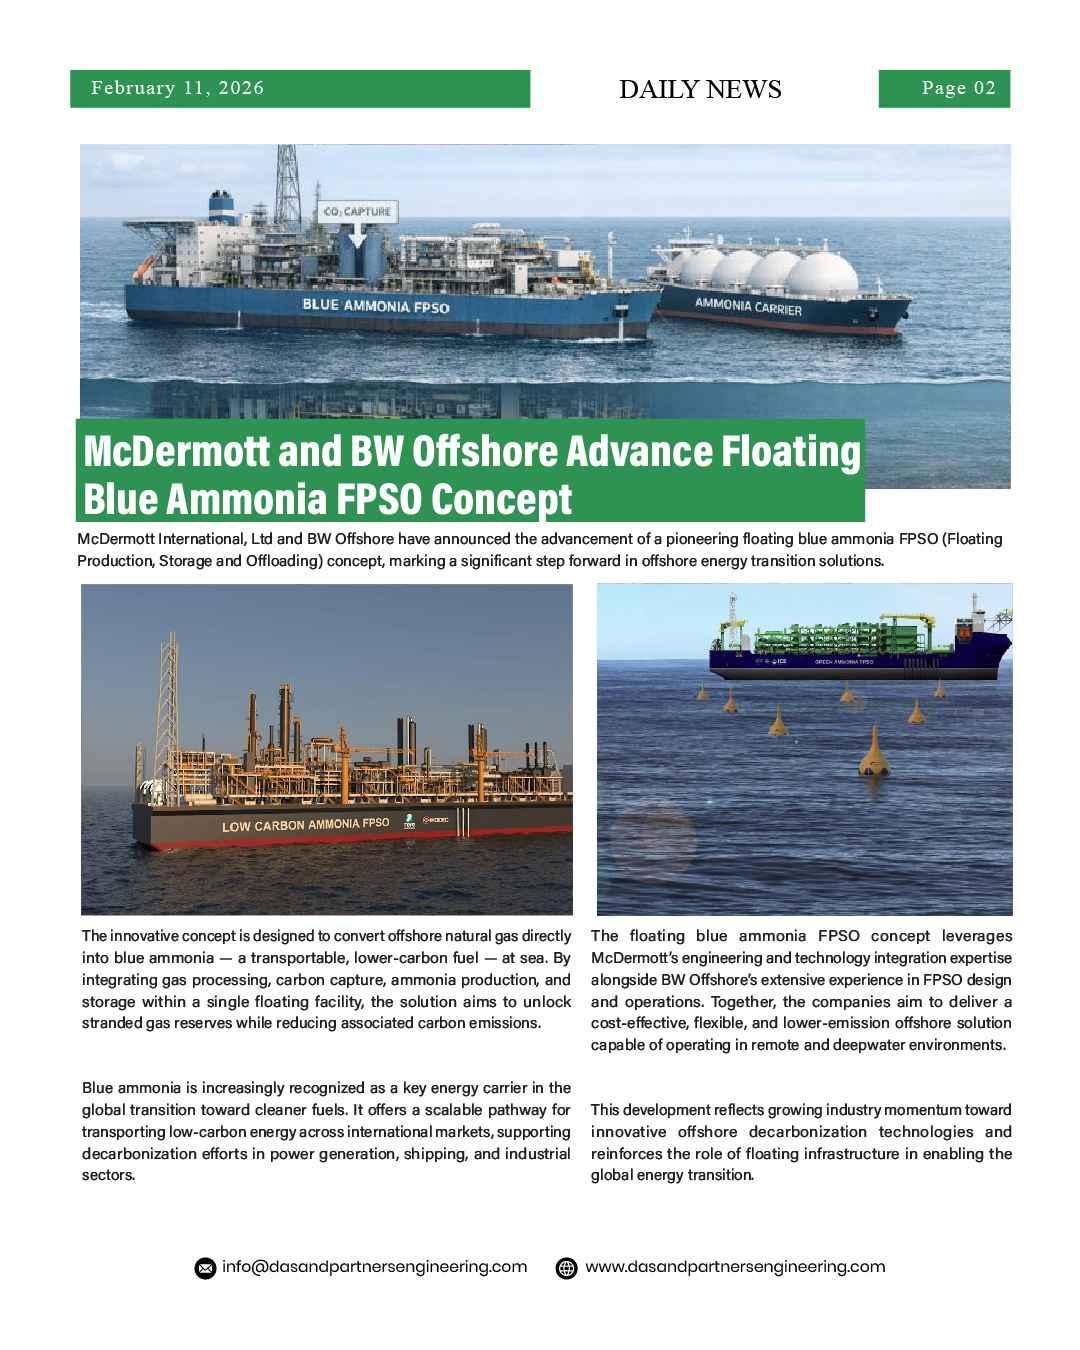 February 11, 2026
DAILY NEWS
Page 02
CO₂ CAPTURE
BLUE AMMONIA FPSO
AMMONIA CARRIER
McDermott and BW Offshore Advance Floating
Blue Ammonia FPSO Concept
McDermott International, Ltd and BW Offshore have announced the advancement of a pioneering floating blue ammonia FPSO (Floating
Production, Storage and Offloading) concept, marking a significant step forward in offshore energy transition solutions.
LOW CARBON AMMONIA FPSO
GREEN AMMONIA FPSO
The innovative concept is designed to convert offshore natural gas directly
into blue ammonia — a transportable, lower-carbon fuel — at sea. By
integrating gas processing, carbon capture, ammonia production, and
storage within a single floating facility, the solution aims to unlock
stranded gas reserves while reducing associated carbon emissions.
Blue ammonia is increasingly recognized as a key energy carrier in the
global transition toward cleaner fuels. It offers a scalable pathway for
transporting low-carbon energy across international markets, supporting
decarbonization efforts in power generation, shipping, and industrial
sectors.
The floating blue ammonia FPSO concept leverages
McDermott's engineering and technology integration expertise
alongside BW Offshore's extensive experience in FPSO design
and operations. Together, the companies aim to deliver a
cost-effective, flexible, and lower-emission offshore solution
capable of operating in remote and deepwater environments.
This development reflects growing industry momentum toward
innovative offshore decarbonization technologies and
reinforces the role of floating infrastructure in enabling the
global energy transition.
info@dasandpartnersengineering.com
www.dasandpartnersengineering.com